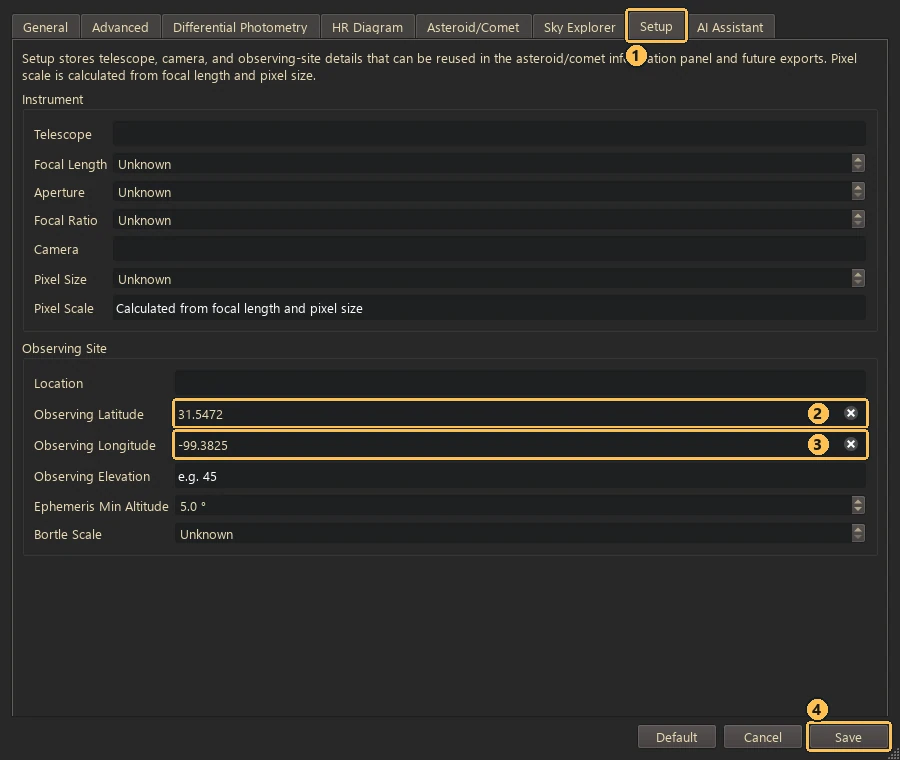 General Advanced Differential Photometry HR Diagram Asteroid/Comet Sky Explorer Setup AI Assistant
1
Setup stores telescope, camera, and observing-site details that can be reused in the asteroid/comet panel and future exports. Pixel
scale is calculated from focal length and pixel size.
Instrument
Telescope
Focal Length Unknown
Aperture Unknown
Focal Ratio Unknown
Camera
Pixel Size Unknown
Pixel Scale Calculated from focal length and pixel size
Observing Site
Location
Observing Latitude 31.5472 2
Observing Longitude -99.3825 3
Observing Elevation e.g. 45
Ephemeris Min Altitude 5.0 °
Bortle Scale Unknown
4
Default Cancel Save